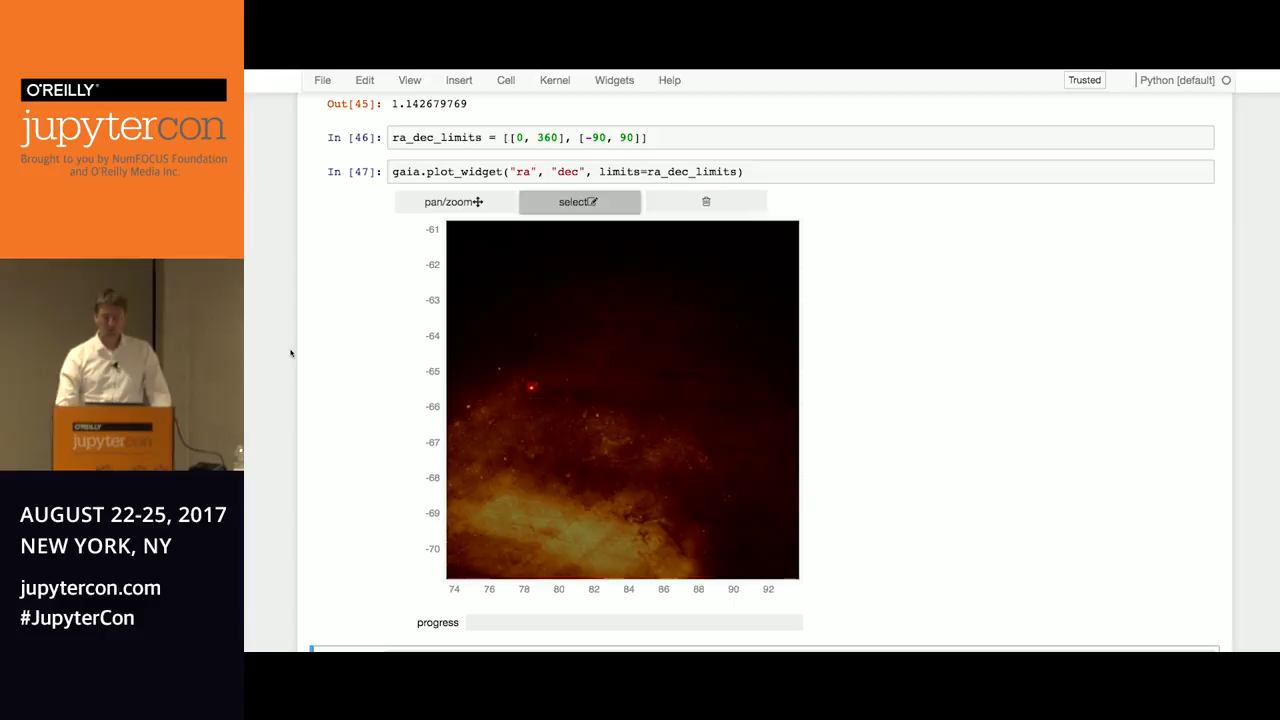 O'REILLY®
jupytercon
Brought to you by NumFOCUS Foundation
and O'Reilly Media Inc.
O'REILLY
jupytercon
AUGUST 22-25, 2017
NEW YORK, NY
jupytercon.com
#JupyterCon
File Edit View Insert Cell Kernel Widgets Help Trusted Python [default]
Out[45]: 1.142679769
In [46]: ra_dec_limits = [[0, 360], [-90, 90]]
In [47]: gaia.plot_widget("ra", "dec", limits=ra_dec_limits)
pan/zoom select
-61
-62
-63
-64
-65
-66
-67
-68
-69
-70
74 76 78 80 82 84 86 88 90 92
progress